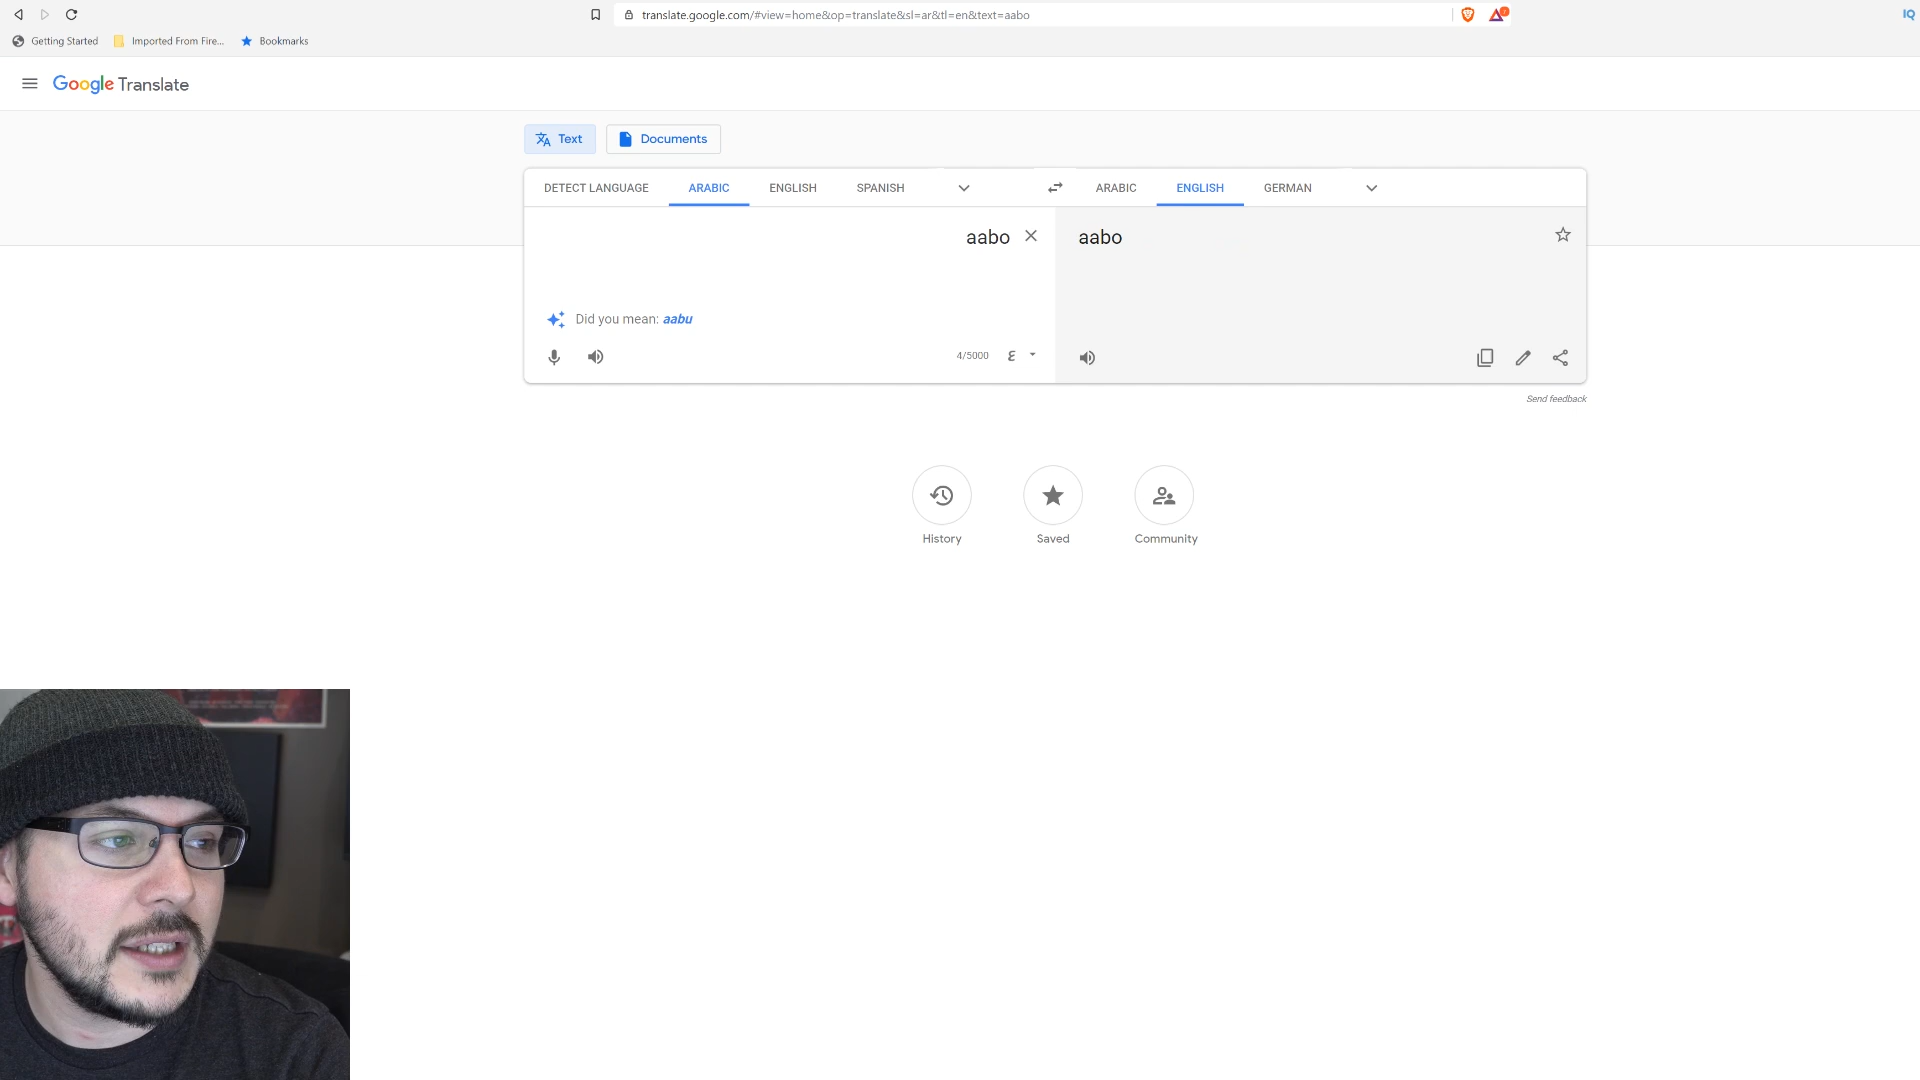 translate.google.com/#view=home&op=translate&sl=ar&tl=en&text=aabo
IQ
Getting Started
Imported From Fire...
Bookmarks
Google Translate
Text
Documents
DETECT LANGUAGE
ARABIC
ENGLISH
SPANISH
ARABIC
ENGLISH
GERMAN
aabo
aabo
Did you mean: aabu
4/5000
Send feedback
History
Saved
Community